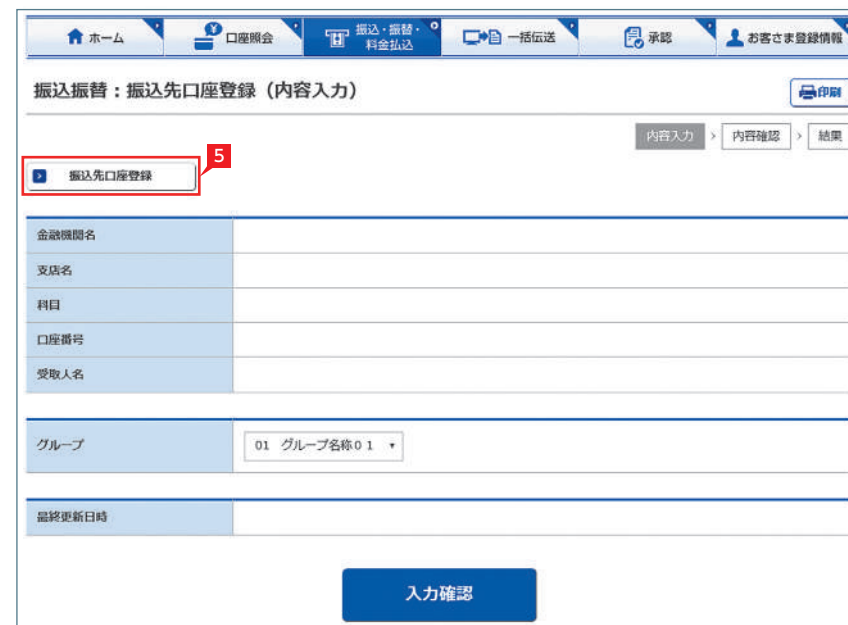 ホーム
口座照会
振込・振替・
料金払込
一括伝送
承認
お客さま登録情報
振込振替：振込先口座登録（内容入力）
印刷
内容入力 › 内容確認 › 結果
5
振込先口座登録
金融機関名
支店名
科目
口座番号
受取人名
グループ
01 グループ名称０１
最終更新日時
入力確認